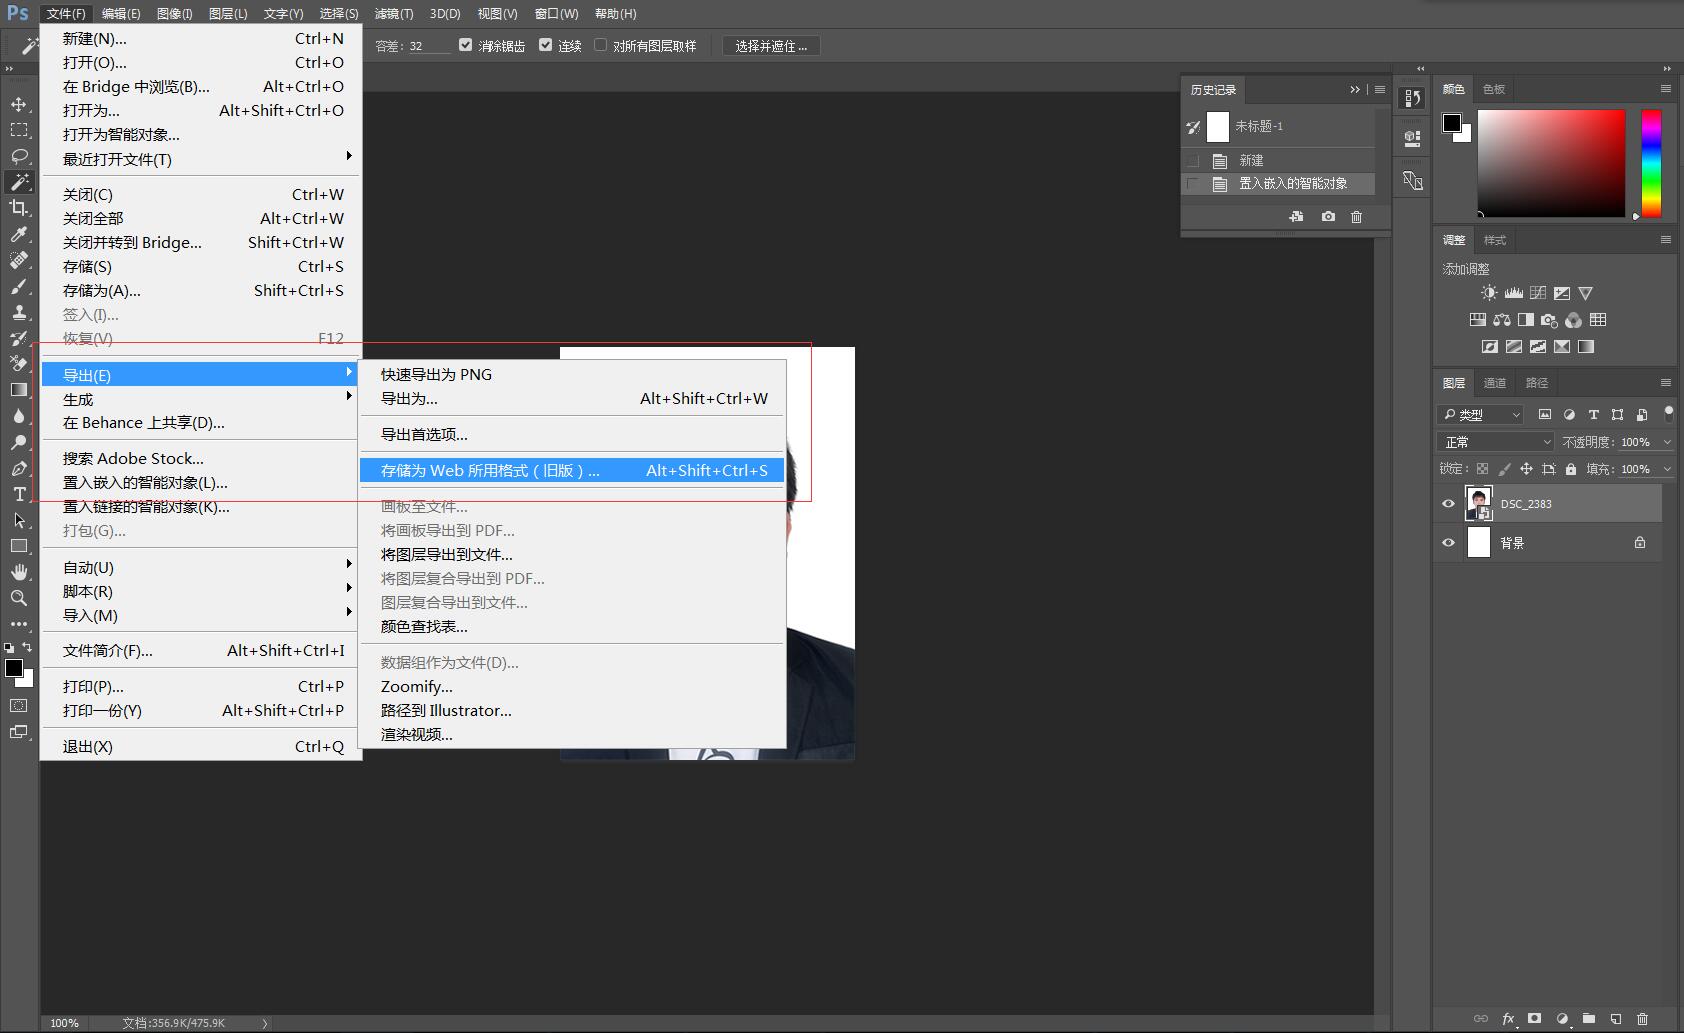 Ps 文件(F) 编辑(E) 图像(I) 图层(L) 文字(Y) 选择(S) 滤镜(T) 3D(D) 视图(V) 窗口(W) 帮助(H)
容差: 32 消除锯齿 连续 对所有图层取样 选择并遮住 ...
新建(N)... Ctrl+N
打开(O)... Ctrl+O
在 Bridge 中浏览(B)... Alt+Ctrl+O
打开为... Alt+Shift+Ctrl+O
打开为智能对象...
最近打开文件(T)
关闭(C) Ctrl+W
关闭全部 Alt+Ctrl+W
关闭并转到 Bridge... Shift+Ctrl+W
存储(S) Ctrl+S
存储为(A)... Shift+Ctrl+S
签入(I)...
恢复(V) F12
导出(E)
生成
在 Behance 上共享(D)...
搜索 Adobe Stock...
置入嵌入的智能对象(L)...
置入链接的智能对象(K)...
打包(G)...
自动(U)
脚本(R)
导入(M)
文件简介(F)... Alt+Shift+Ctrl+I
打印(P)... Ctrl+P
打印一份(Y) Alt+Shift+Ctrl+P
退出(X) Ctrl+Q
快速导出为 PNG
导出为... Alt+Shift+Ctrl+W
导出首选项...
存储为 Web 所用格式（旧版）... Alt+Shift+Ctrl+S
画板至文件...
将画板导出到 PDF...
将图层导出到文件...
将图层复合导出到 PDF...
图层复合导出到文件...
颜色查找表...
数据组作为文件(D)...
Zoomify...
路径到 Illustrator...
渲染视频...
历史记录
未标题-1
新建
置入嵌入的智能对象
颜色 色板
调整 样式
添加调整
图层 通道 路径
类型
正常 不透明度: 100%
锁定: 填充: 100%
DSC_2383
背景
fx
100% 文档:356.9K/475.9K